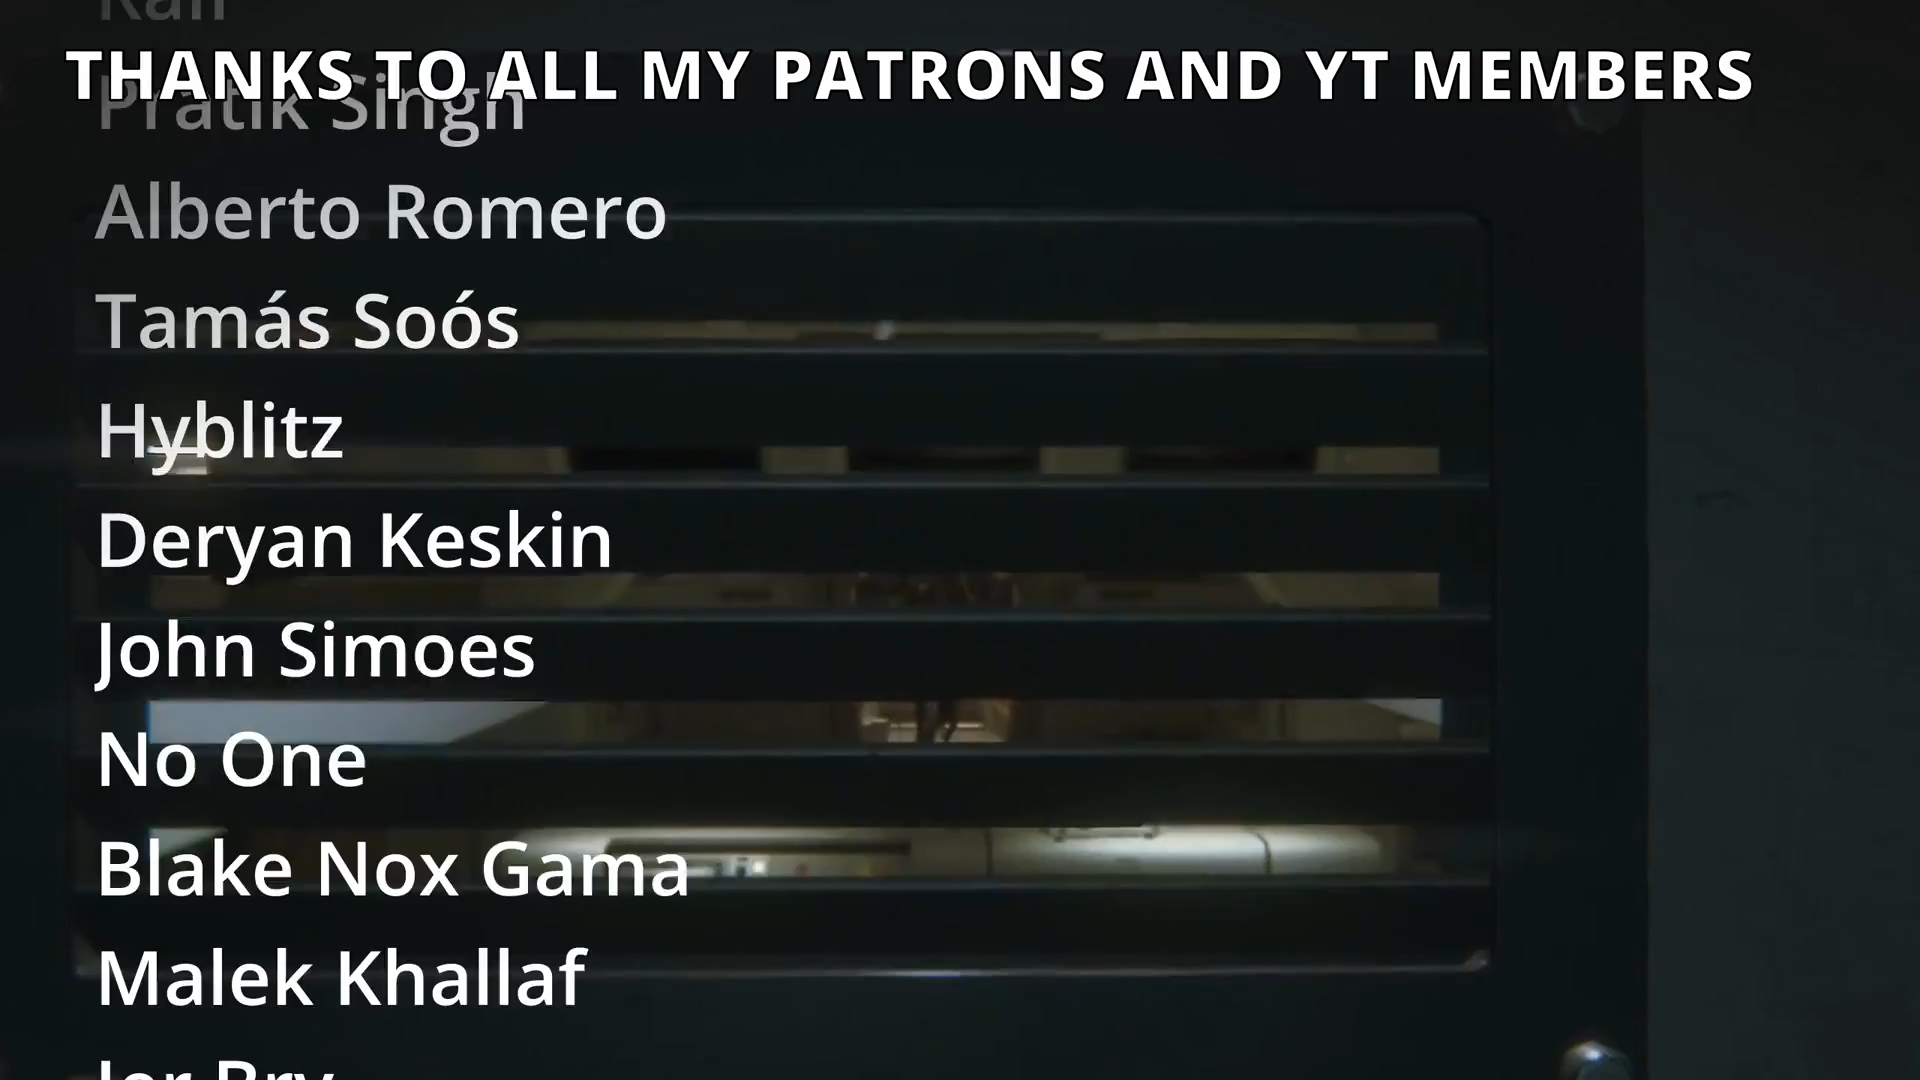 THANKS TO ALL MY PATRONS AND YT MEMBERS
Pratik Singh
Alberto Romero
Tamás Soós
Hyblitz
Deryan Keskin
John Simoes
No One
Blake Nox Gama
Malek Khallaf